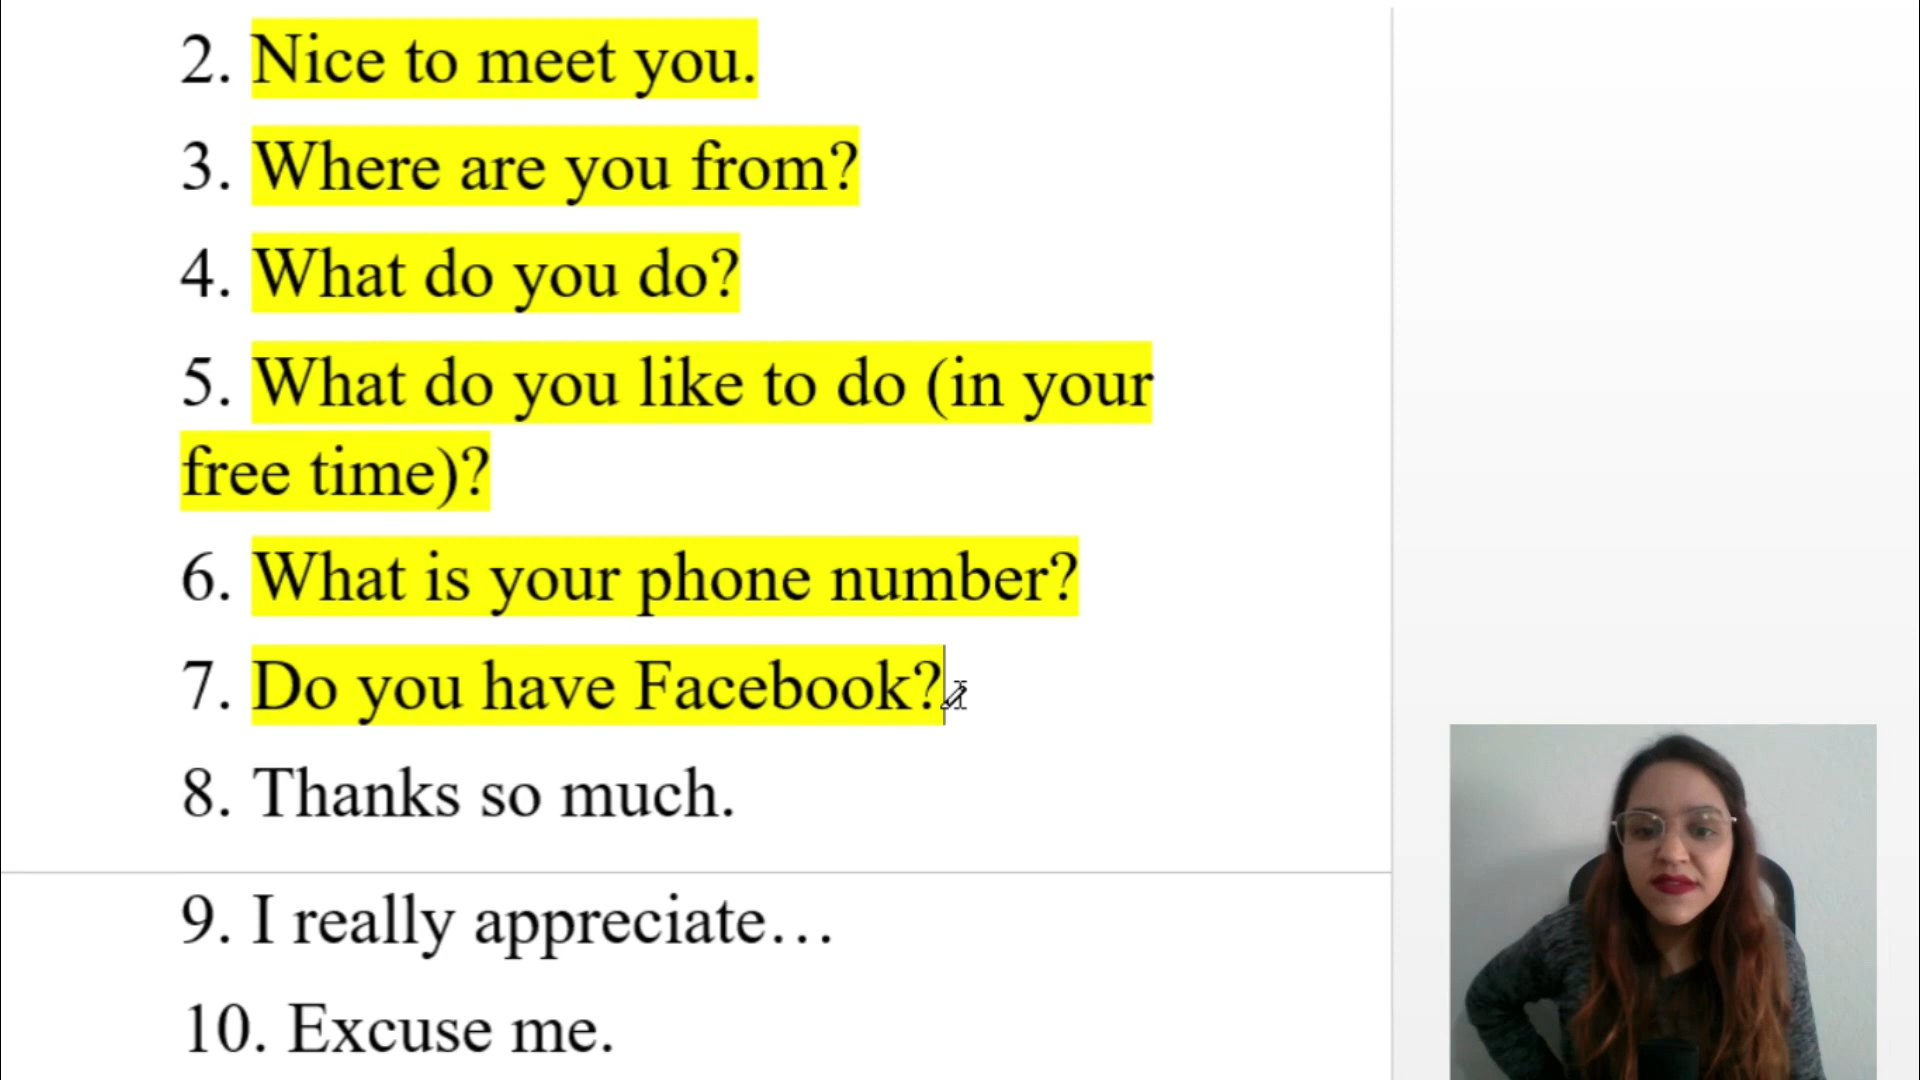 2. Nice to meet you.
3. Where are you from?
4. What do you do?
5. What do you like to do (in your
free time)?
6. What is your phone number?
7. Do you have Facebook?
8. Thanks so much.
9. I really appreciate…
10. Excuse me.